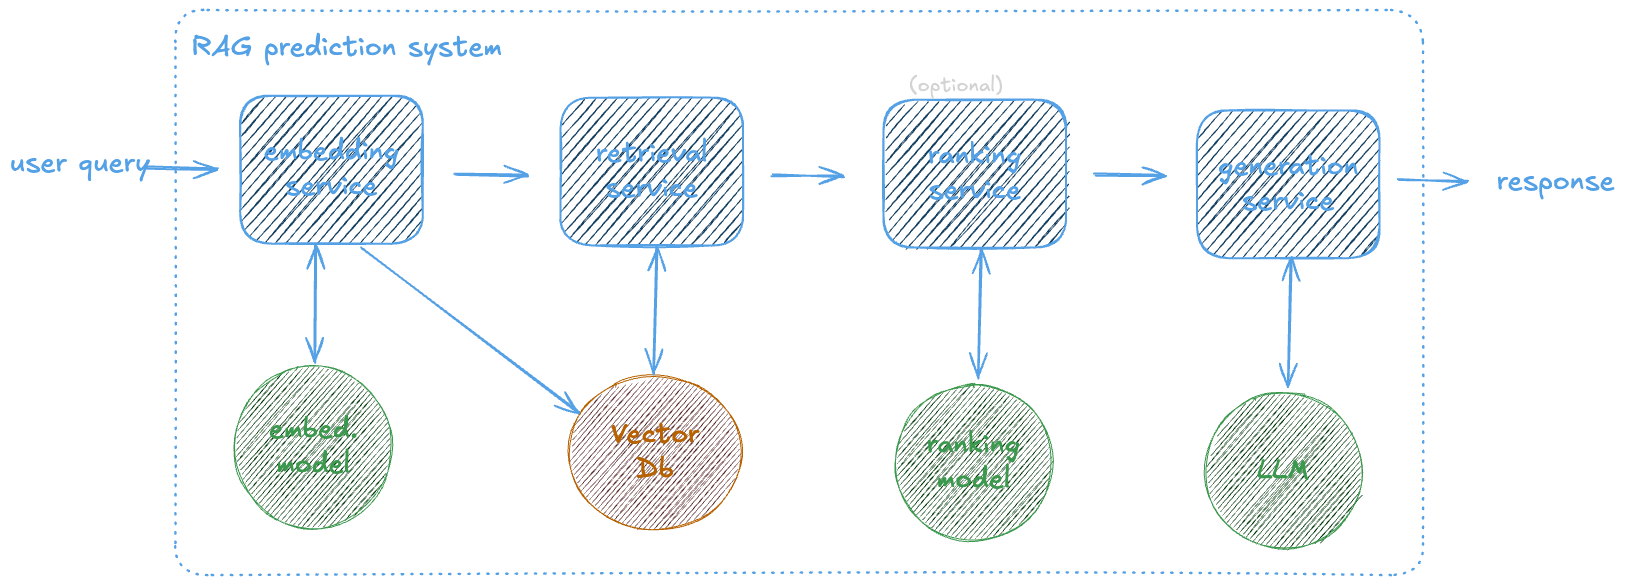 RAG prediction system
(optional)
user query
embedding
service
retrieval
service
ranking
service
generation
service
response
embed.
model
Vector
Db
ranking
model
LLM